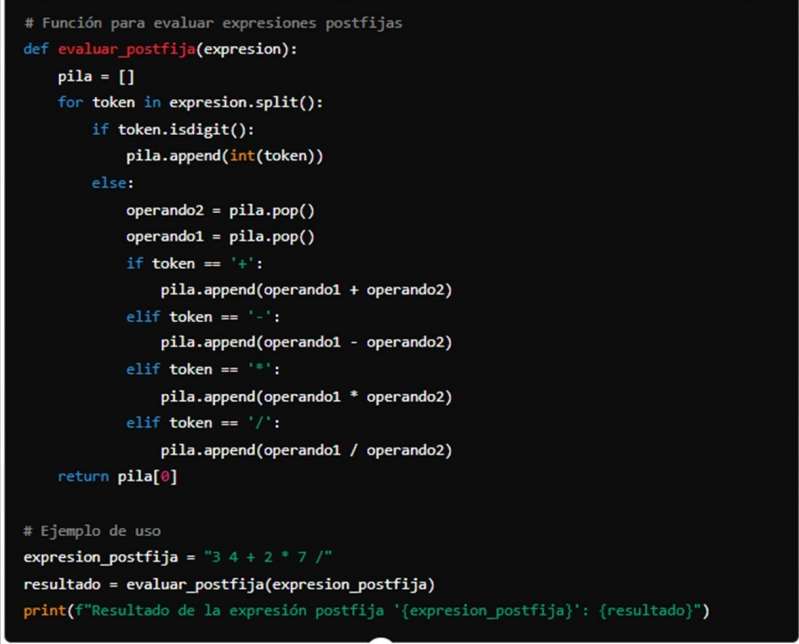 # Función para evaluar expresiones postfijas
def evaluar_postfija(expresion):
    pila = []
    for token in expresion.split():
        if token.isdigit():
            pila.append(int(token))
        else:
            operando2 = pila.pop()
            operando1 = pila.pop()
            if token == '+':
                pila.append(operando1 + operando2)
            elif token == '-':
                pila.append(operando1 - operando2)
            elif token == '*':
                pila.append(operando1 * operando2)
            elif token == '/':
                pila.append(operando1 / operando2)
    return pila[0]

# Ejemplo de uso
expresion_postfija = "3 4 + 2 * 7 /"
resultado = evaluar_postfija(expresion_postfija)
print(f"Resultado de la expresión postfija '{expresion_postfija}': {resultado}")